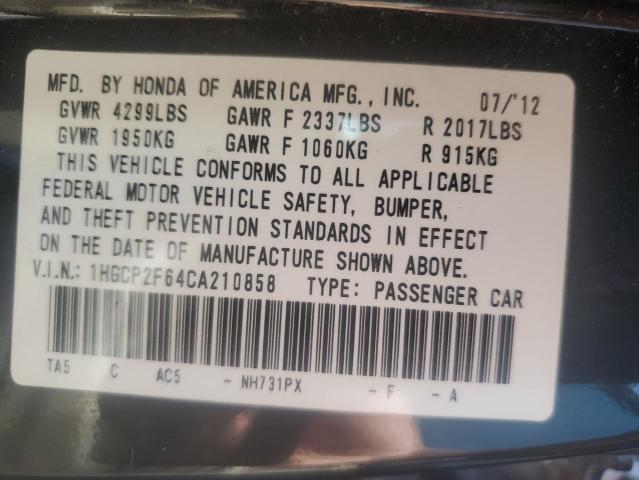 MFD. BY HONDA OF AMERICA MFG., INC. 07/'12
GVWR 4299LBS GAWR F 2337LBS R 2017LBS
GVWR 1950KG GAWR F 1060KG R 915KG
THIS VEHICLE CONFORMS TO ALL APPLICABLE
FEDERAL MOTOR VEHICLE SAFETY, BUMPER,
AND THEFT PREVENTION STANDARDS IN EFFECT
ON THE DATE OF MANUFACTURE SHOWN ABOVE.
V.I.N.: 1HGCP2F64CA210858 TYPE: PASSENGER CAR
TA5 C AC5 - NH731PX - F - A